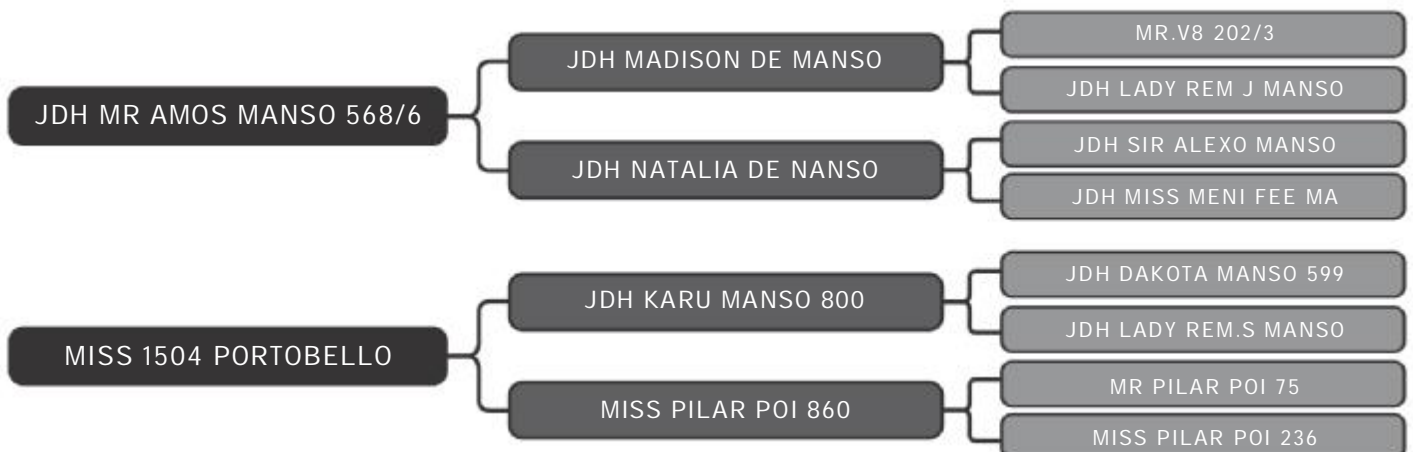 MR.V8 202/3
JDH MADISON DE MANSO
JDH LADY REM J MANSO
JDH MR AMOS MANSO 568/6
JDH SIR ALEXO MANSO
JDH NATALIA DE NANSO
JDH MISS MENI FEE MA
JDH DAKOTA MANSO 599
JDH KARU MANSO 800
JDH LADY REM.S MANSO
MISS 1504 PORTOBELLO
MR PILAR POI 75
MISS PILAR POI 860
MISS PILAR POI 236